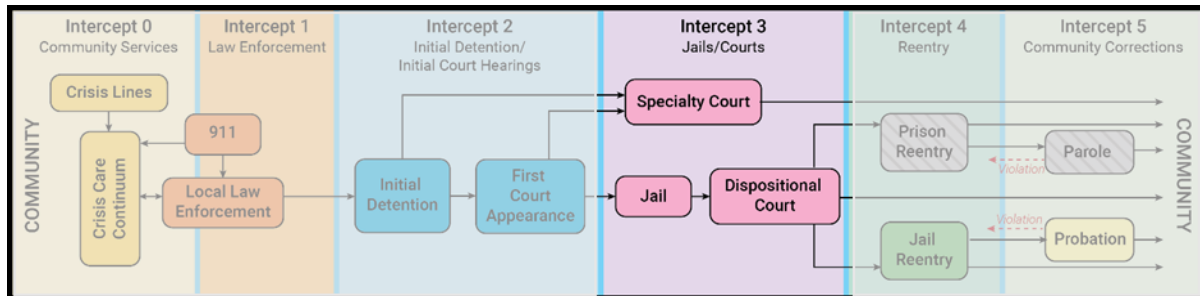 Intercept 0
Community Services
Intercept 1
Law Enforcement
Intercept 2
Initial Detention/
Initial Court Hearings
Intercept 3
Jails/Courts
Intercept 4
Reentry
Intercept 5
Community Corrections
COMMUNITY
Crisis Lines
Crisis Care
Continuum
911
Local Law
Enforcement
Initial
Detention
First
Court
Appearance
Specialty Court
Jail
Dispositional
Court
Prison
Reentry
Violation
Parole
Jail
Reentry
Violation
Probation
COMMUNITY